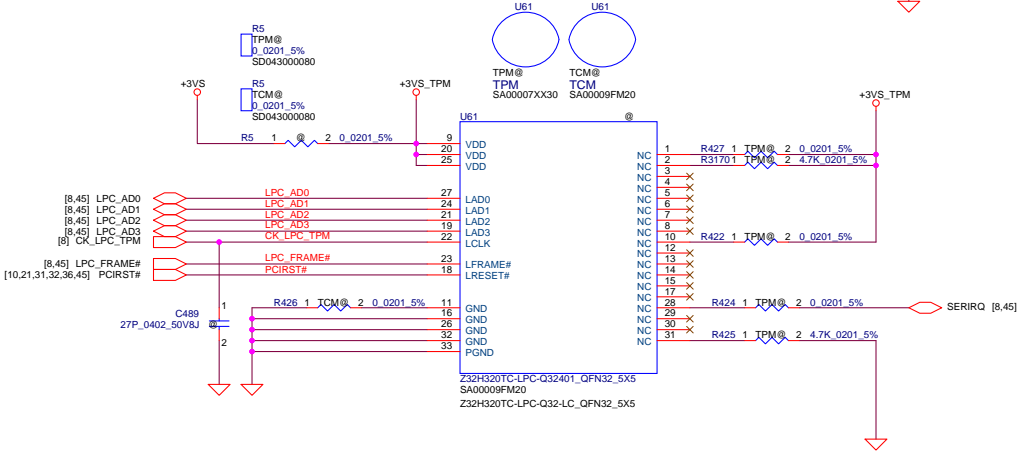 U61
U61
R5
TPM@
0_0201_5%
SD043000080
TPM@
TPM
SA00007XX30
TCM@
TCM
SA00009FM20
+3VS
R5
TCM@
0_0201_5%
SD043000080
+3VS_TPM
+3VS_TPM
U61
@
R5 1 @ 2 0_0201_5%
9 VDD
20 VDD
25 VDD
NC 1 R427 1 TPM@ 2 0_0201_5%
NC 2 R3170 1 TPM@ 2 4.7K_0201_5%
NC 3
NC 4
NC 5
NC 6
NC 7
NC 8
NC 10 R422 1 TPM@ 2 0_0201_5%
NC 12
NC 13
NC 14
NC 15
NC 17
NC 28 R424 1 TPM@ 2 0_0201_5% SERIRQ [8,45]
NC 29
NC 30
NC 31 R425 1 TPM@ 2 4.7K_0201_5%
[8,45] LPC_AD0 LPC_AD0 27 LAD0
[8,45] LPC_AD1 LPC_AD1 24 LAD1
[8,45] LPC_AD2 LPC_AD2 21 LAD2
[8,45] LPC_AD3 LPC_AD3 19 LAD3
[8] CK_LPC_TPM CK_LPC_TPM 22 LCLK
[8,45] LPC_FRAME# LPC_FRAME# 23 LFRAME#
[10,21,31,32,36,45] PCIRST# PCIRST# 18 LRESET#
R426 1 TCM@ 2 0_0201_5% 11 GND
16 GND
26 GND
32 GND
33 PGND
1
C489
27P_0402_50V8J @
2
Z32H320TC-LPC-Q32401_QFN32_5X5
SA00009FM20
Z32H320TC-LPC-Q32-LC_QFN32_5X5